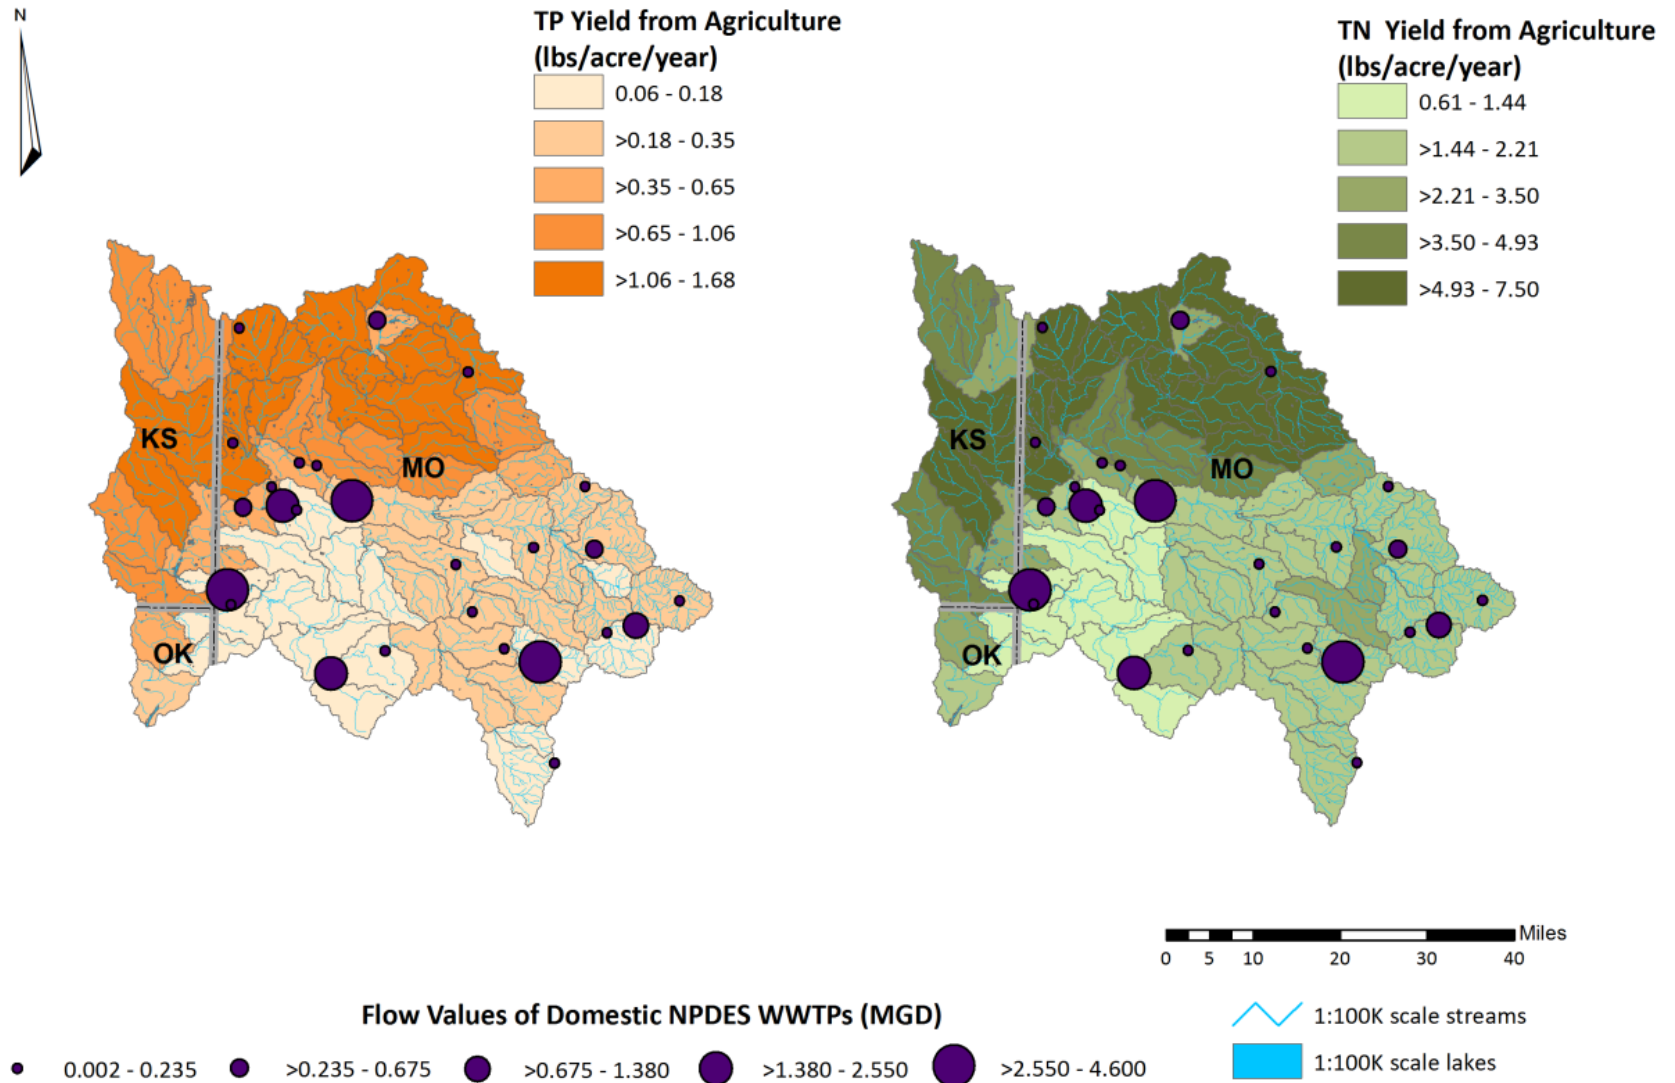 N
TP Yield from Agriculture
(lbs/acre/year)
0.06 - 0.18
>0.18 - 0.35
>0.35 - 0.65
>0.65 - 1.06
>1.06 - 1.68
TN Yield from Agriculture
(lbs/acre/year)
0.61 - 1.44
>1.44 - 2.21
>2.21 - 3.50
>3.50 - 4.93
>4.93 - 7.50
KS
MO
OK
KS
MO
OK
Miles
0 5 10 20 30 40
Flow Values of Domestic NPDES WWTPs (MGD)
0.002 - 0.235
>0.235 - 0.675
>0.675 - 1.380
>1.380 - 2.550
>2.550 - 4.600
1:100K scale streams
1:100K scale lakes